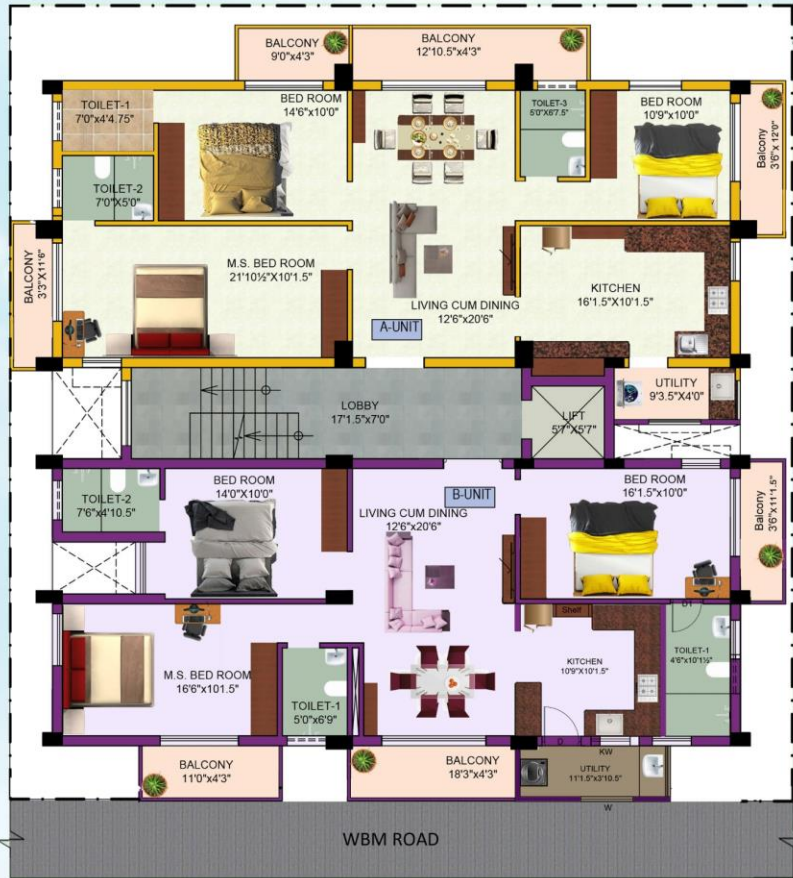 BALCONY
9'0"x4'3"
BALCONY
12'10.5"x4'3"
TOILET-1
7'0"x4'4.75"
BED ROOM
14'6"x10'0"
TOILET-3
5'0"X6'7.5"
BED ROOM
10'9"x10'0"
Balcony
3'6"x 12'0"
TOILET-2
7'0"X5'0"
BALCONY
3'3"X11'6"
M.S. BED ROOM
21'10½"X10'1.5"
LIVING CUM DINING
12'6"x20'6"
KITCHEN
16'1.5"X10'1.5"
A-UNIT
LOBBY
17'1.5"x7'0"
LIFT
5'7"X5'7"
UTILITY
9'3.5"X4'0"
TOILET-2
7'6"x4'10.5"
BED ROOM
14'0"X10'0"
B-UNIT
LIVING CUM DINING
12'6"x20'6"
BED ROOM
16'1.5"x10'0"
Balcony
3'6"x11'1.5"
D1
Shelf
M.S. BED ROOM
16'6"x101.5"
TOILET-1
5'0"x6'9"
KITCHEN
10'9"X10'1.5"
TOILET-1
4'6"x10'1½"
D
KW
BALCONY
11'0"x4'3"
BALCONY
18'3"x4'3"
UTILITY
11'1.5"x3'10.5"
W
WBM ROAD